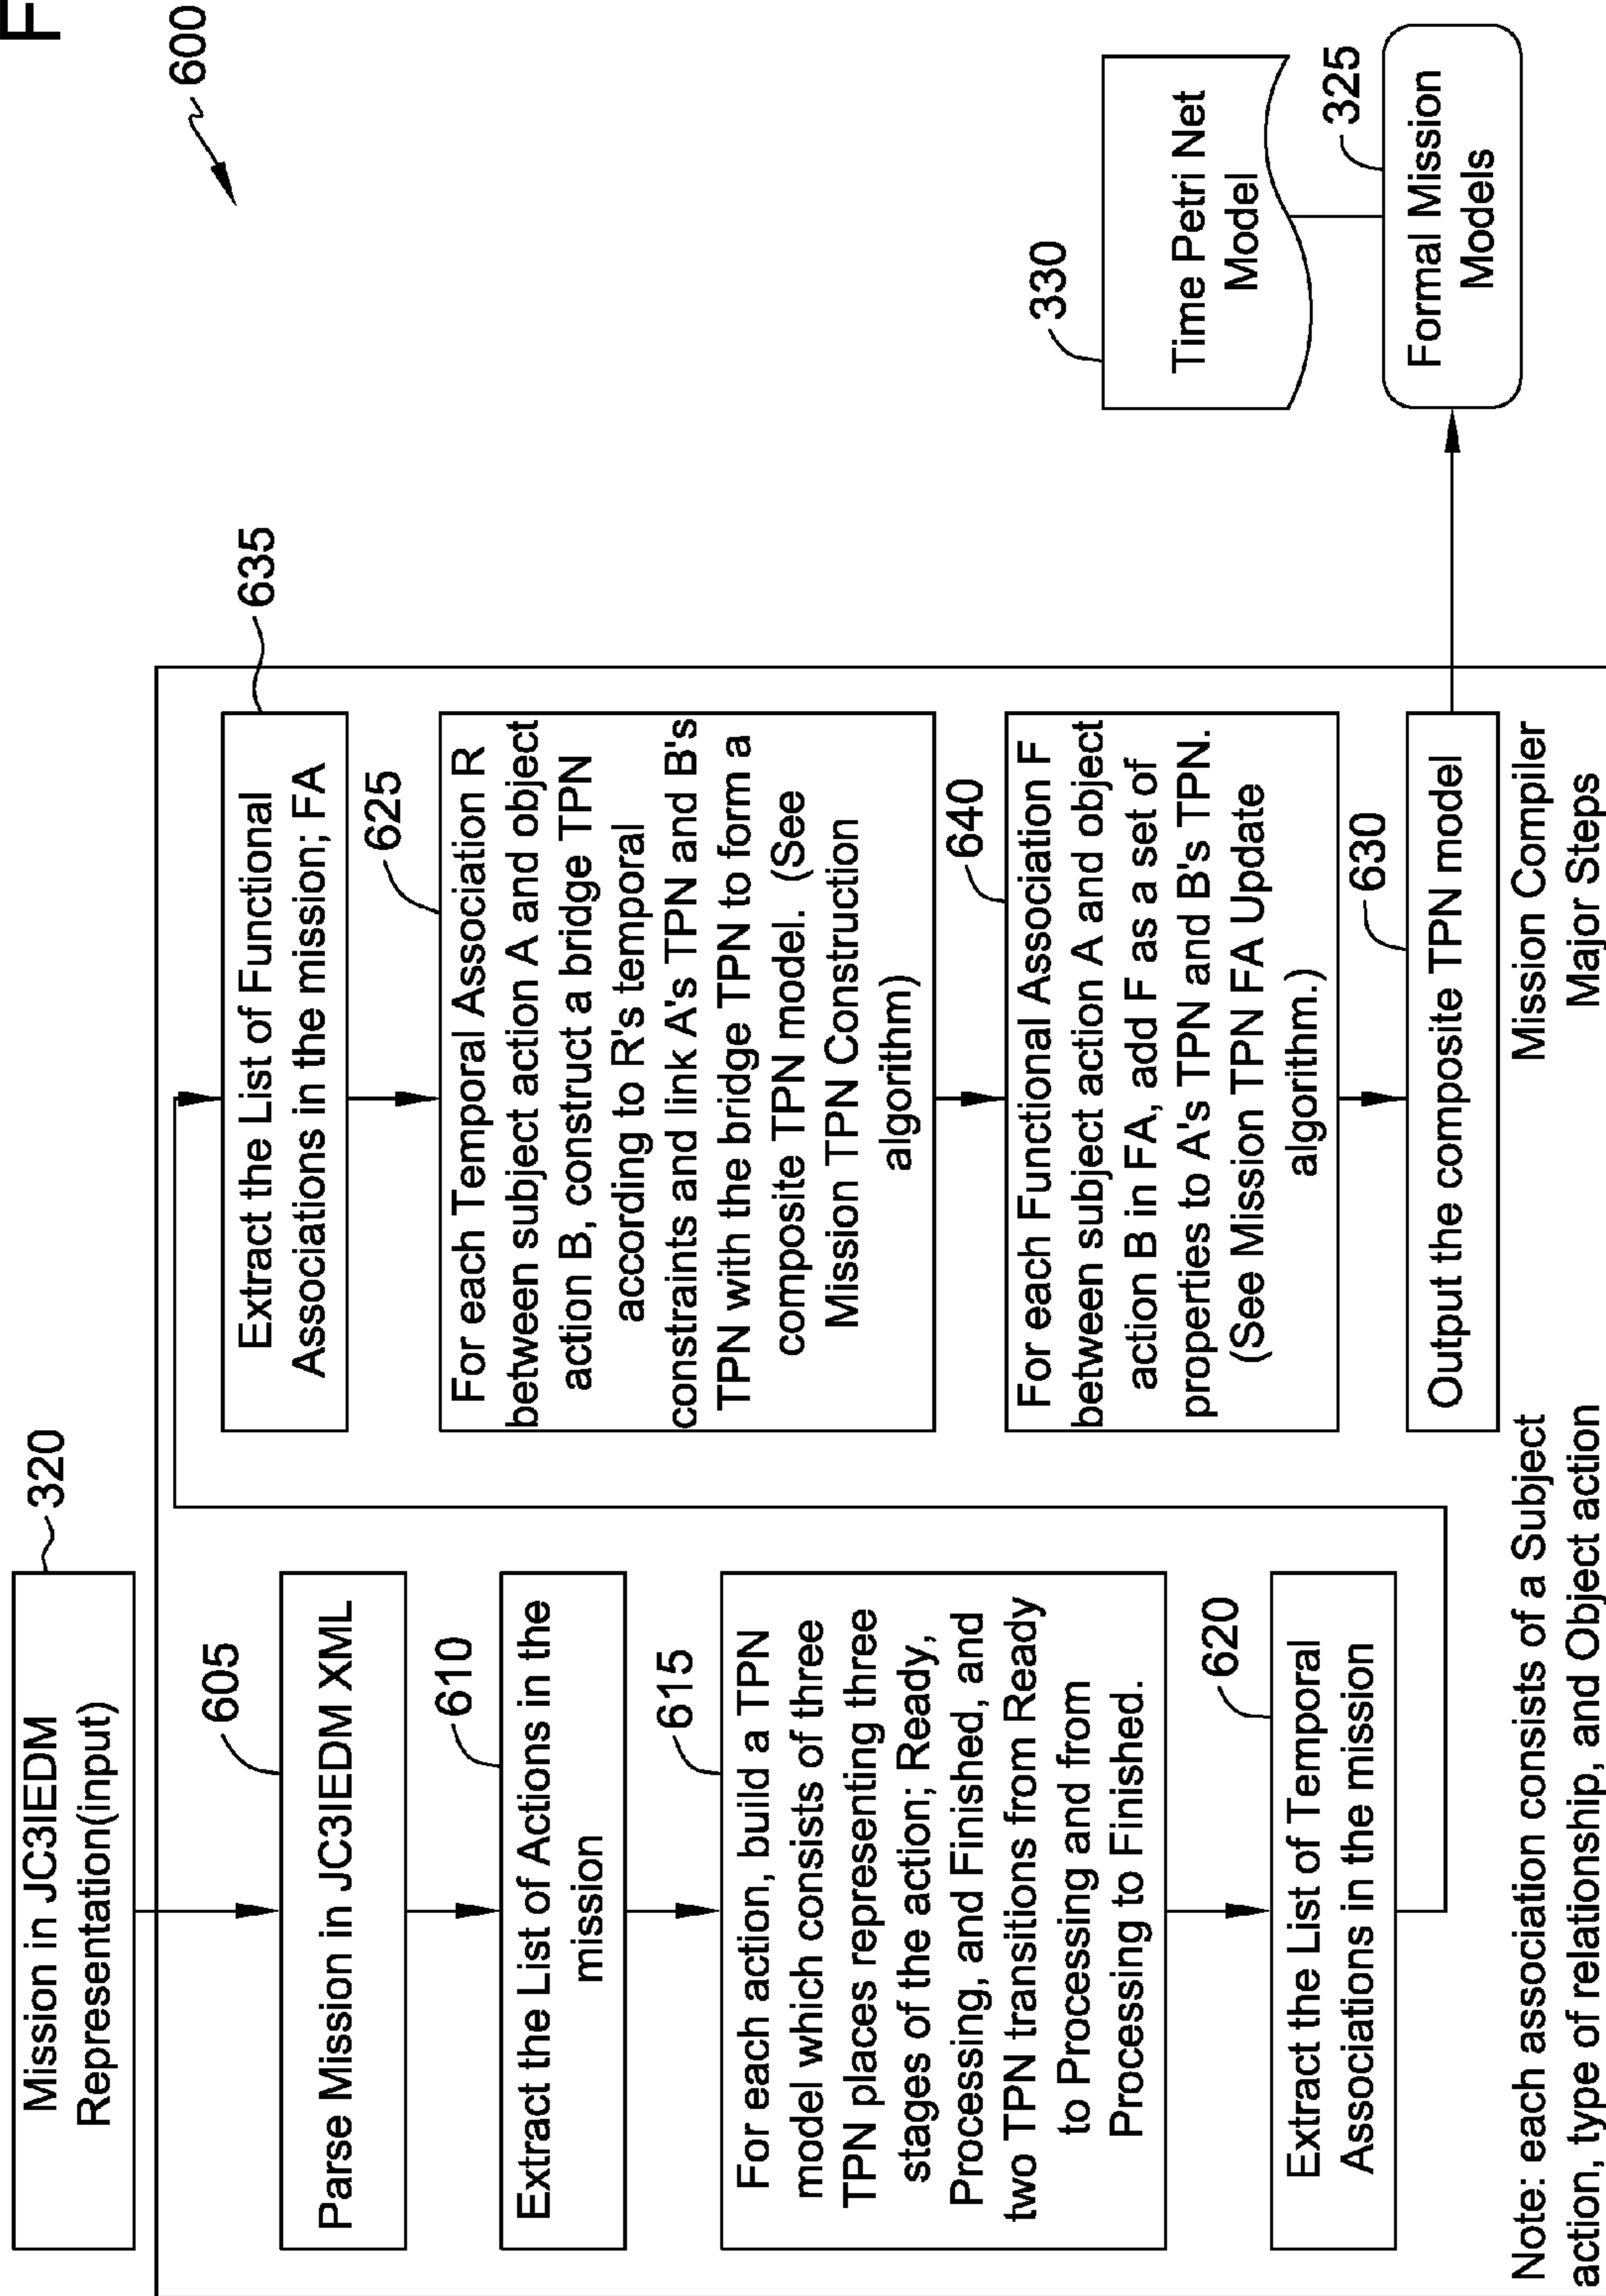 F
600
Mission in JC3IEDM
Representation(input)
320
605
Parse Mission in JC3IEDM XML
610
Extract the List of Actions in the
mission
615
For each action, build a TPN
model which consists of three
TPN places representing three
stages of the action; Ready,
Processing, and Finished, and
two TPN transitions from Ready
to Processing and from
Processing to Finished.
620
Extract the List of Temporal
Associations in the mission
635
Extract the List of Functional
Associations in the mission; FA
625
For each Temporal Association R
between subject action A and object
action B, construct a bridge TPN
according to R's temporal
constraints and link A's TPN and B's
TPN with the bridge TPN to form a
composite TPN model. (See
Mission TPN Construction
algorithm)
640
For each Functional Association F
between subject action A and object
action B in FA, add F as a set of
properties to A's TPN and B's TPN.
(See Mission TPN FA Update
algorithm.)
630
Output the composite TPN model
Mission Compiler
Major Steps
330
Time Petri Net
Model
325
Formal Mission
Models
Note: each association consists of a Subject
action, type of relationship, and Object action